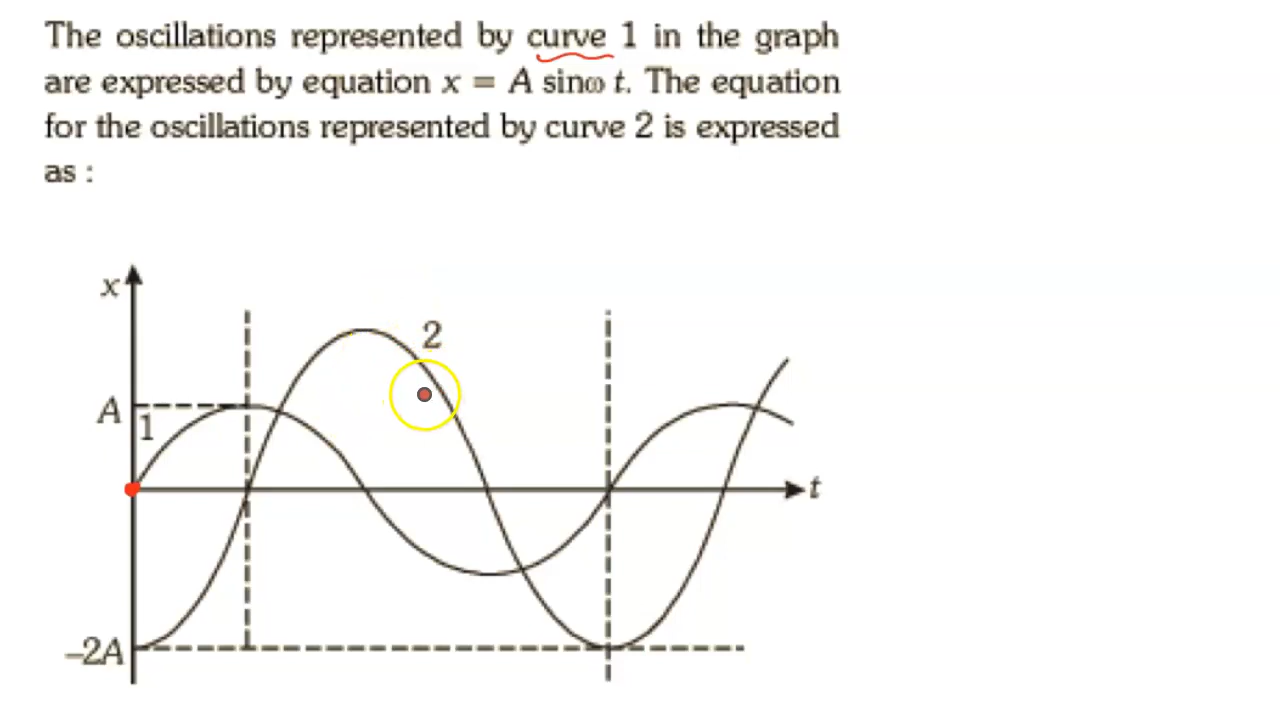 The oscillations represented by curve 1 in the graph
are expressed by equation x = A sinω t. The equation
for the oscillations represented by curve 2 is expressed
as :
x
2
A
1
t
–2A